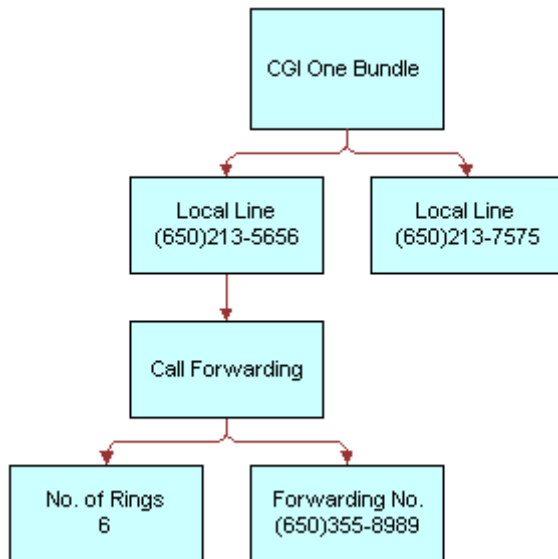 CGI One Bundle
Local Line
(650)213-5656
Local Line
(650)213-7575
Call Forwarding
No. of Rings
6
Forwarding No.
(650)355-8989